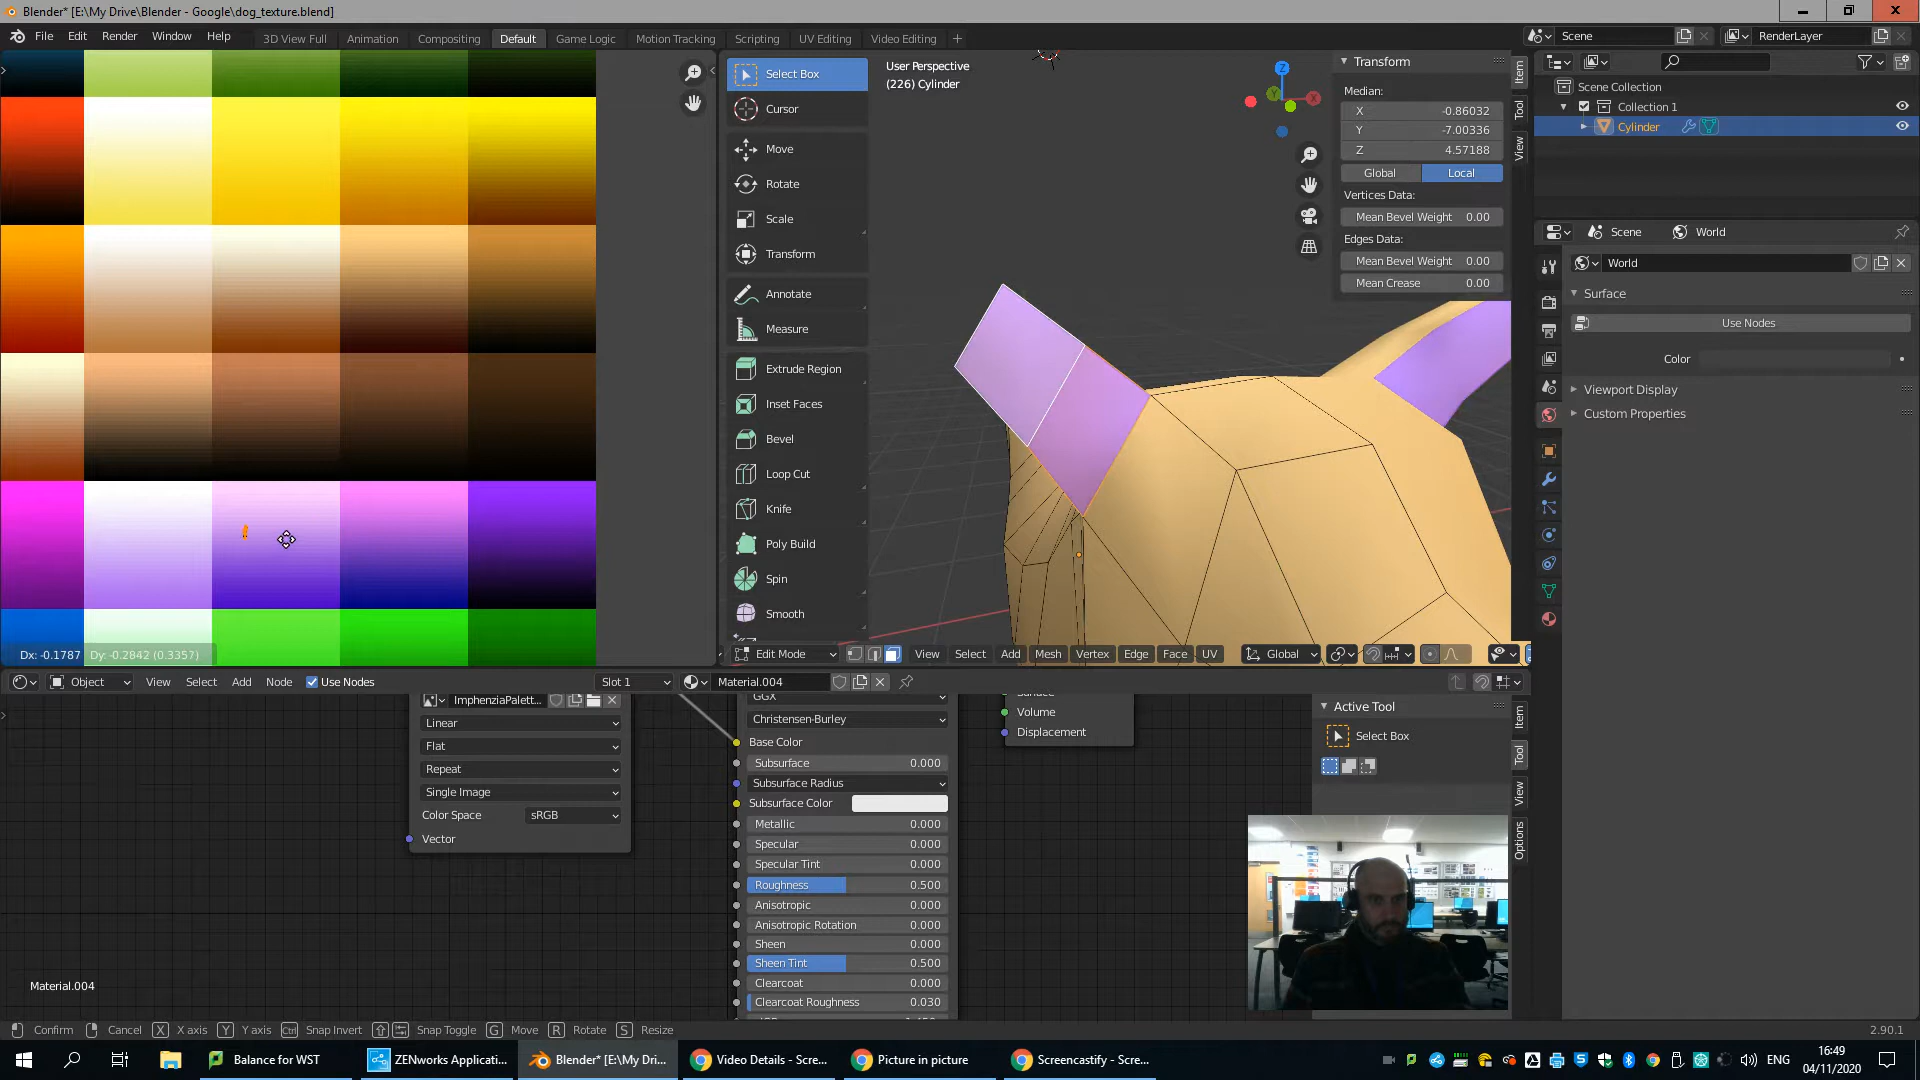 Blender* [E:\My Drive\Blender - Google\dog_texture.blend]
File Edit Render Window Help 3D View Full Animation Compositing Default Game Logic Motion Tracking Scripting UV Editing Video Editing +
Scene RenderLayer
Select Box
Cursor
Move
Rotate
Scale
Transform
Annotate
Measure
Extrude Region
Inset Faces
Bevel
Loop Cut
Knife
Poly Build
Spin
Smooth
User Perspective
(226) Cylinder
Z
X
Y
Transform
Median:
X -0.86032
Y -7.00336
Z 4.57188
Global Local
Vertices Data:
Mean Bevel Weight 0.00
Edges Data:
Mean Bevel Weight 0.00
Mean Crease 0.00
Item
Tool
View
Scene Collection
Collection 1
Cylinder
Scene World
World
Surface
Use Nodes
Color
Viewport Display
Custom Properties
Dx: -0.1787 Dy: -0.2842 (0.3357)
Edit Mode View Select Add Mesh Vertex Edge Face UV Global
Object View Select Add Node Use Nodes Slot 1 Material.004
ImphenziaPalett...
Linear
Flat
Repeat
Single Image
Color Space sRGB
Vector
GGX
Christensen-Burley
Base Color
Subsurface 0.000
Subsurface Radius
Subsurface Color
Metallic 0.000
Specular 0.000
Specular Tint 0.000
Roughness 0.500
Anisotropic 0.000
Anisotropic Rotation 0.000
Sheen 0.000
Sheen Tint 0.500
Clearcoat 0.000
Clearcoat Roughness 0.030
Volume
Displacement
Active Tool
Select Box
Item
Tool
View
Options
Material.004
Confirm Cancel X X axis Y Y axis Ctrl Snap Invert Snap Toggle G Move R Rotate S Resize 2.90.1
Balance for WST ZENworks Applicati... Blender* [E:\My Dri... Video Details - Scre... Picture in picture Screencastify - Scre... ENG 16:49
04/11/2020